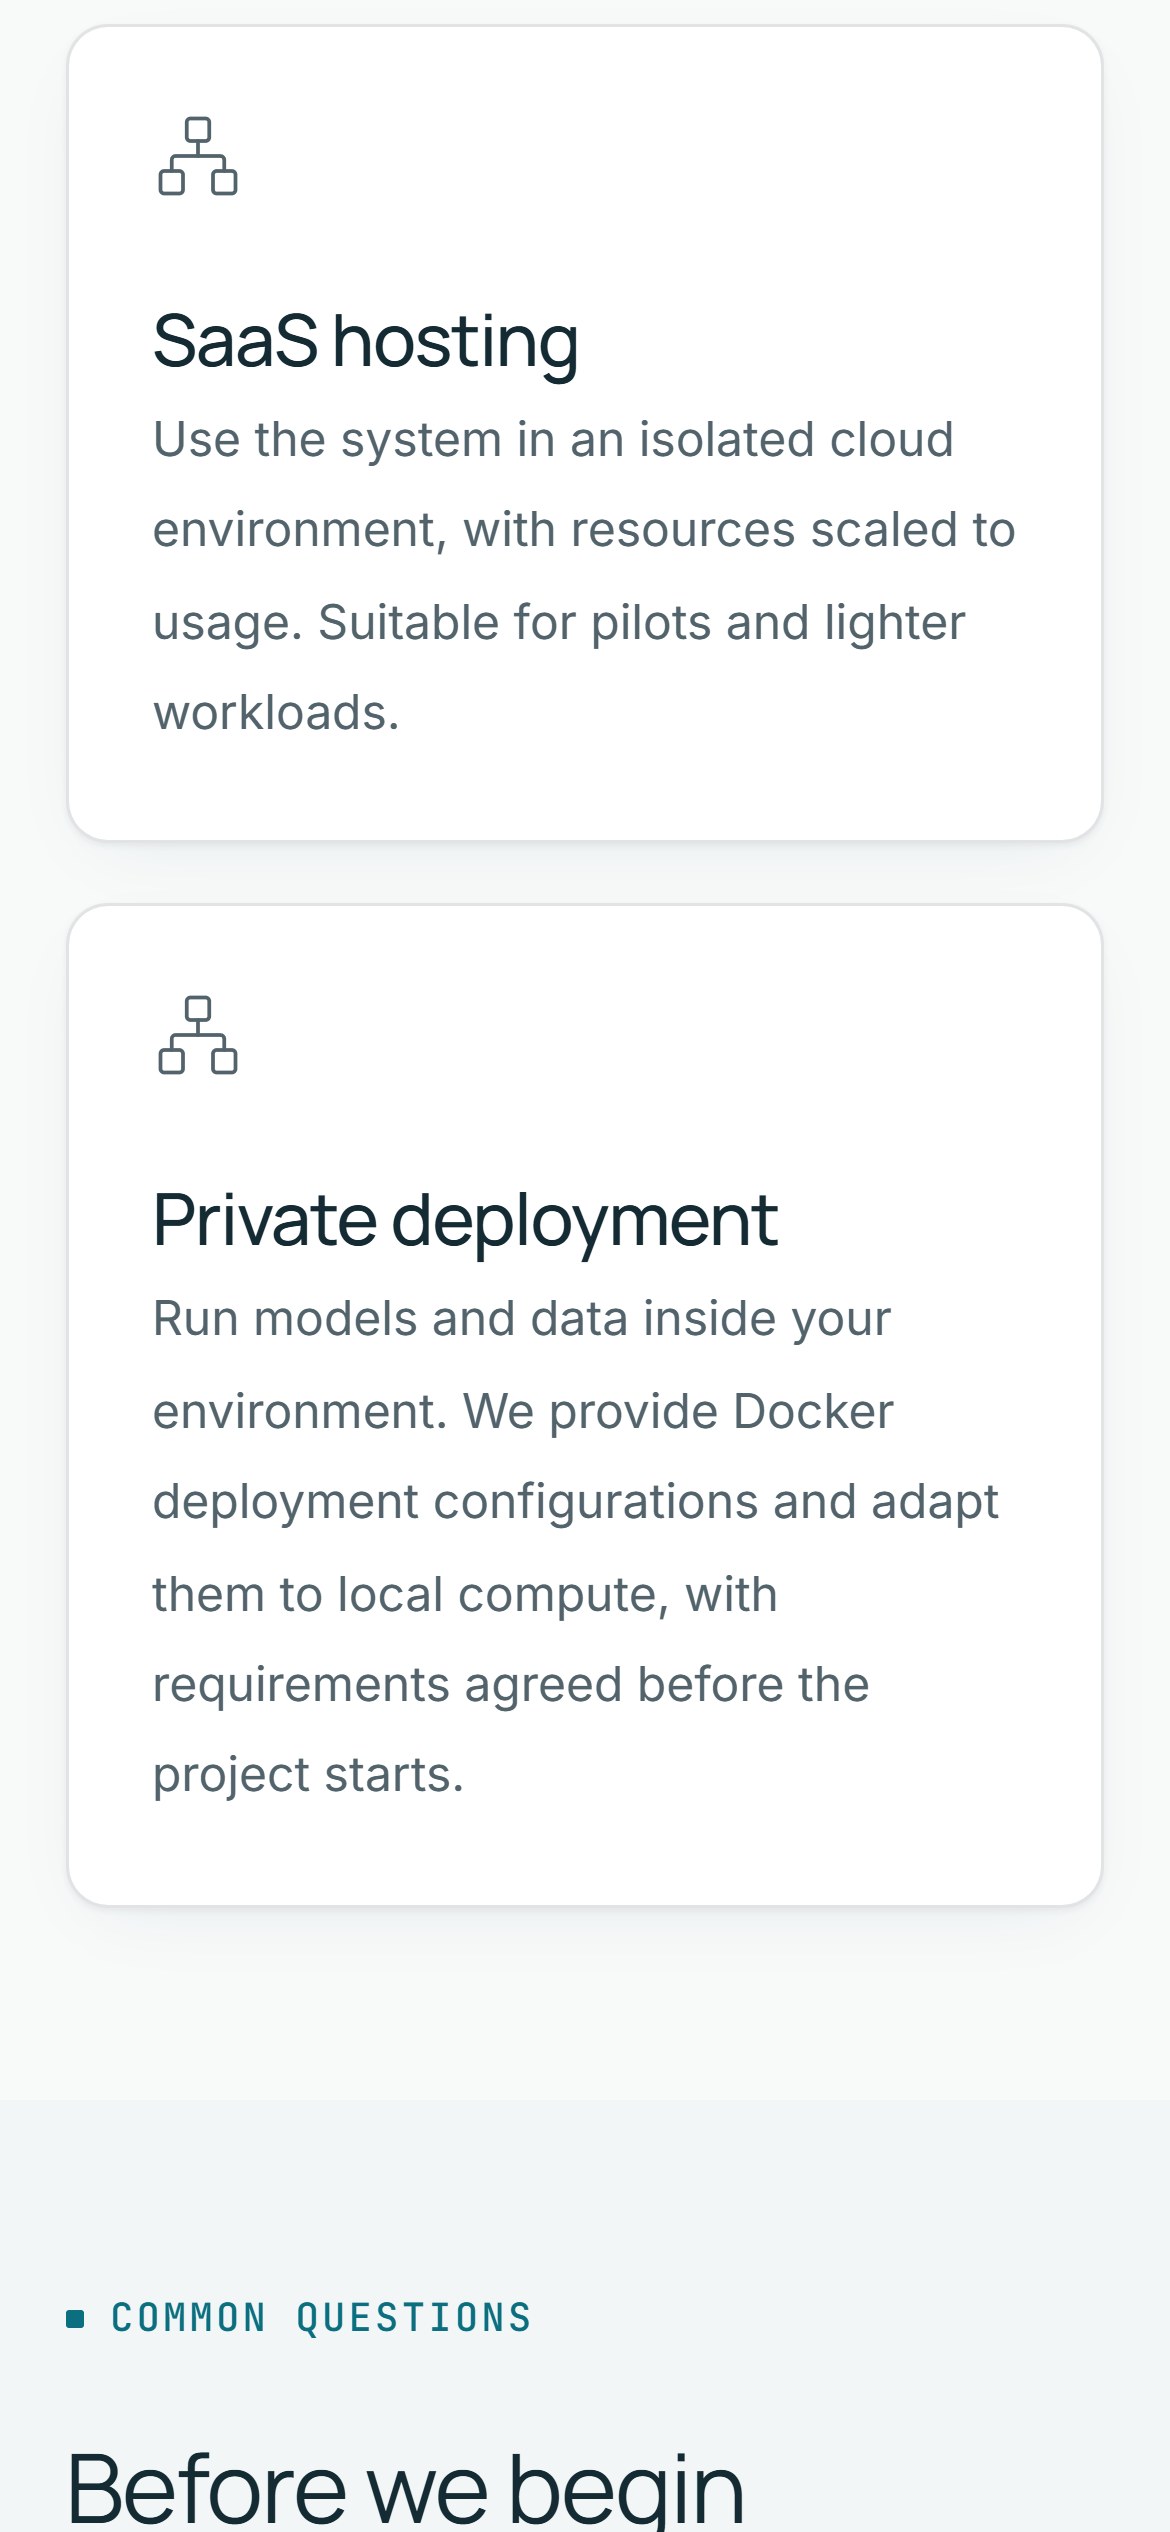 SaaS hosting
Use the system in an isolated cloud
environment, with resources scaled to
usage. Suitable for pilots and lighter
workloads.
Private deployment
Run models and data inside your
environment. We provide Docker
deployment configurations and adapt
them to local compute, with
requirements agreed before the
project starts.
COMMON QUESTIONS
Before we begin